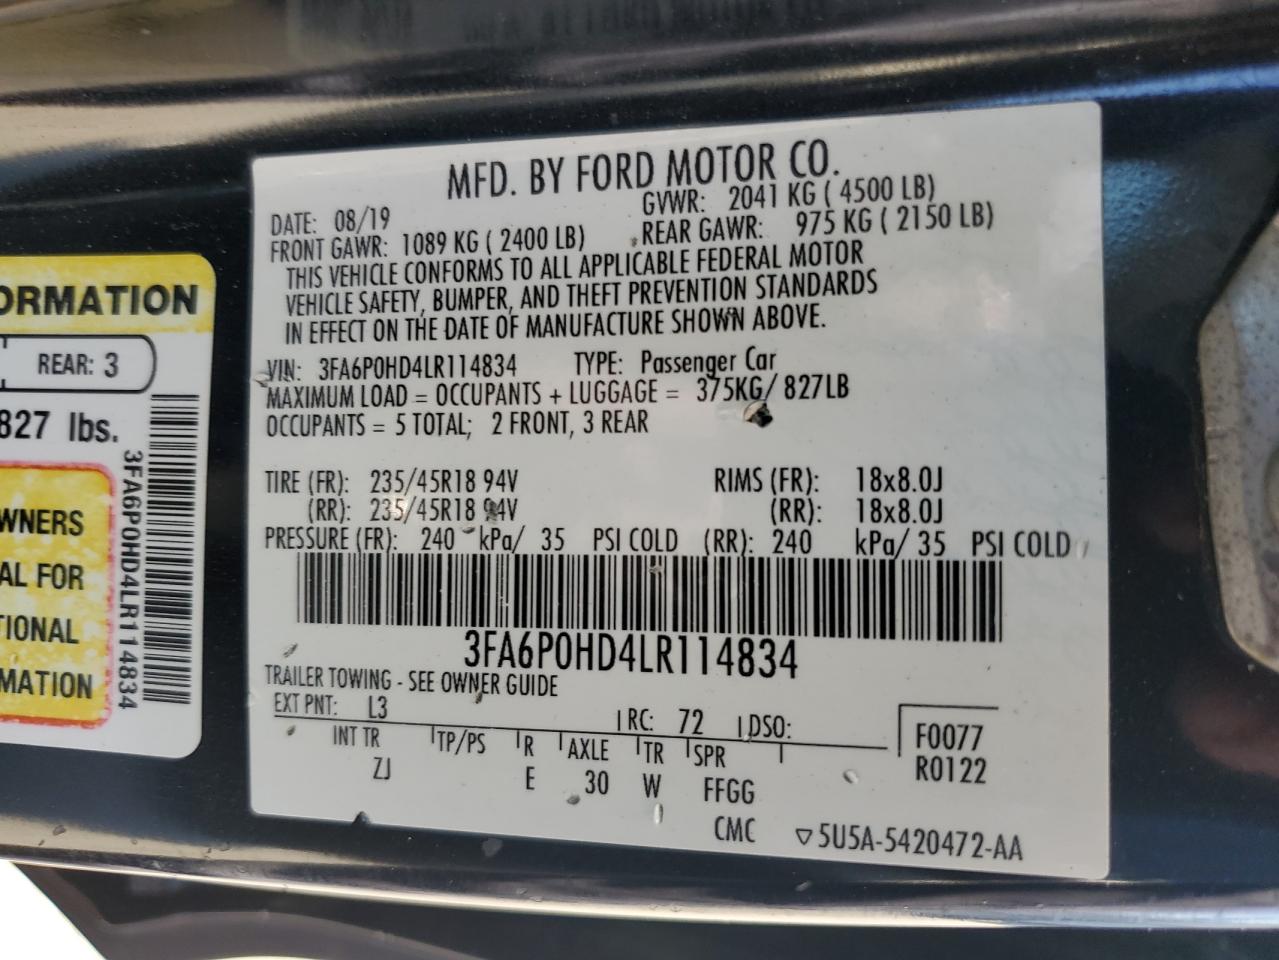 MFD. BY FORD MOTOR CO.
DATE: 08/19 GVWR: 2041 KG ( 4500 LB)
FRONT GAWR: 1089 KG ( 2400 LB) REAR GAWR: 975 KG ( 2150 LB)
THIS VEHICLE CONFORMS TO ALL APPLICABLE FEDERAL MOTOR
VEHICLE SAFETY, BUMPER, AND THEFT PREVENTION STANDARDS
IN EFFECT ON THE DATE OF MANUFACTURE SHOWN ABOVE.
VIN: 3FA6P0HD4LR114834 TYPE: Passenger Car
MAXIMUM LOAD = OCCUPANTS + LUGGAGE = 375KG/ 827LB
OCCUPANTS = 5 TOTAL; 2 FRONT, 3 REAR
TIRE (FR): 235/45R18 94V RIMS (FR): 18x8.0J
(RR): 235/45R18 94V (RR): 18x8.0J
PRESSURE (FR): 240 kPa/ 35 PSI COLD (RR): 240 kPa/ 35 PSI COLD
3FA6P0HD4LR114834
TRAILER TOWING - SEE OWNER GUIDE
EXT PNT: L3 RC: 72 DSO:
INT TR TP/PS R AXLE TR SPR
ZJ E 30 W FFGG
F0077
R0122
CMC 5U5A-5420472-AA
ORMATION
REAR: 3
827 lbs.
WNERS
AL FOR
TIONAL
MATION
3FA6P0HD4LR114834